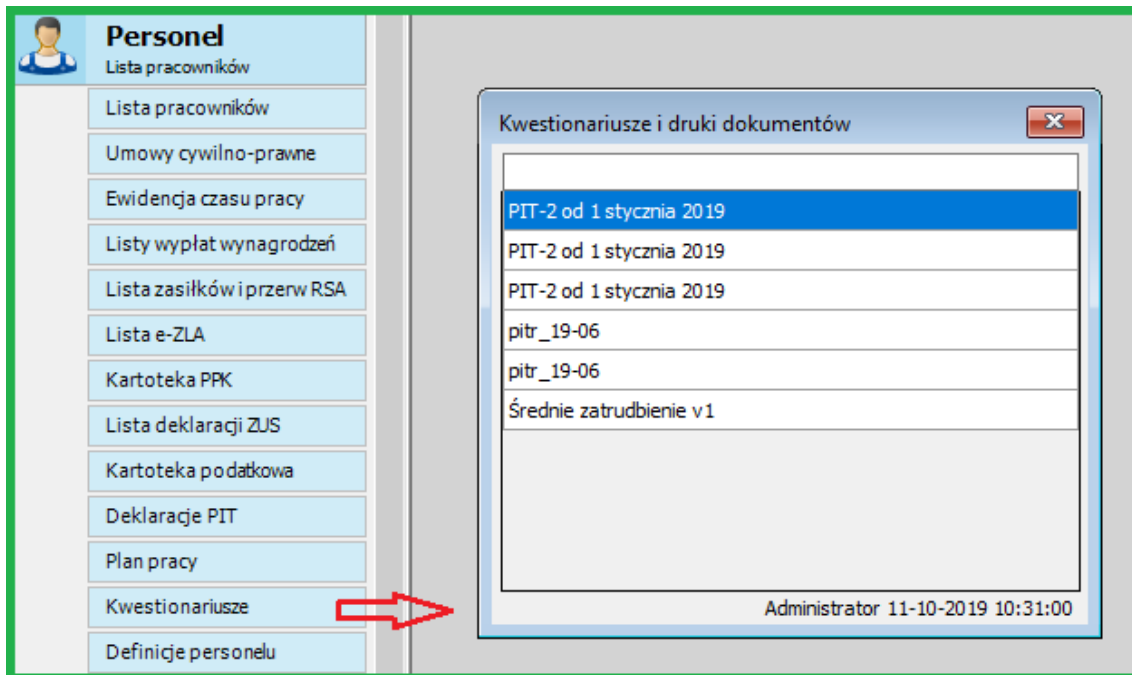 Personel
Lista pracowników
Lista pracowników
Umowy cywilno-prawne
Ewidencja czasu pracy
Listy wypłat wynagrodzeń
Lista zasiłków i przerw RSA
Lista e-ZLA
Kartoteka PPK
Lista deklaracji ZUS
Kartoteka podatkowa
Deklaracje PIT
Plan pracy
Kwestionariusze
Definicje personelu
Kwestionariusze i druki dokumentów
PIT-2 od 1 stycznia 2019
PIT-2 od 1 stycznia 2019
PIT-2 od 1 stycznia 2019
pitr_19-06
pitr_19-06
Średnie zatrudbienie v1
Administrator 11-10-2019 10:31:00